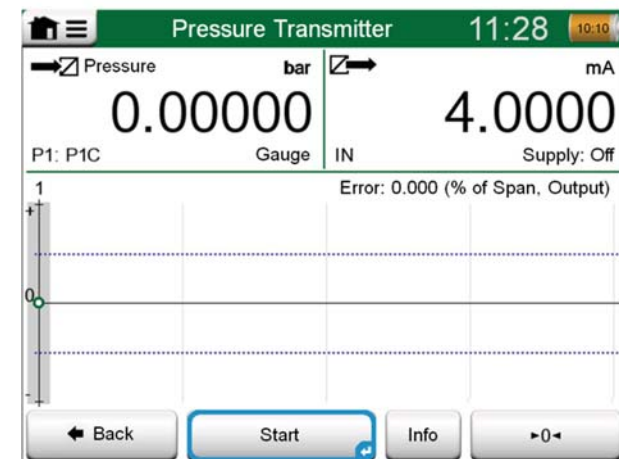 Pressure Transmitter 11:28 10:10
Pressure bar mA
0.00000 4.0000
P1: P1C Gauge IN Supply: Off
1 Error: 0.000 (% of Span, Output)
+
0
-
Back Start Info ►0◄